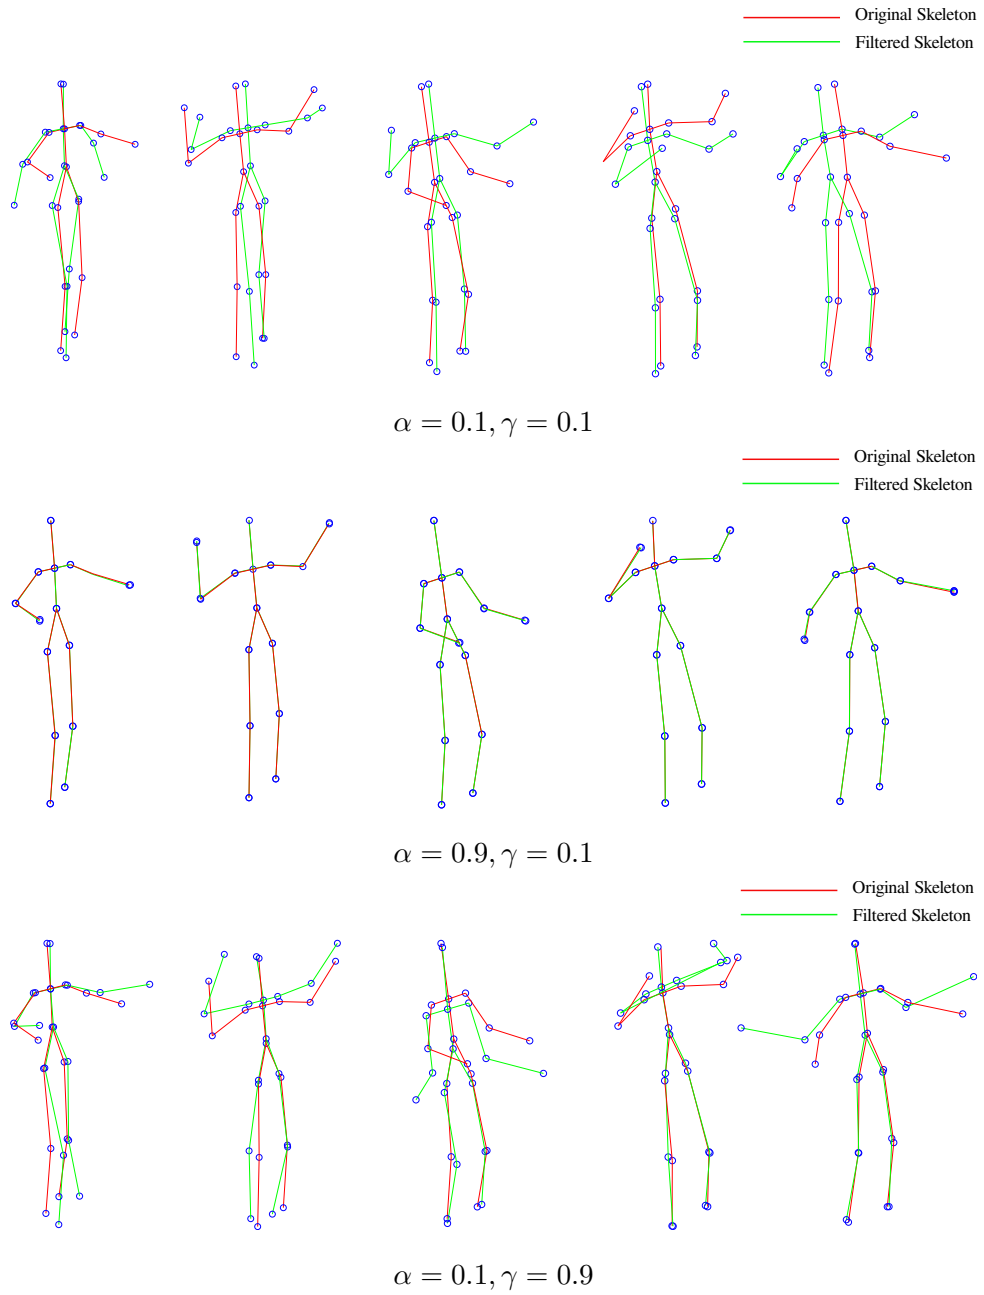 Original Skeleton
Filtered Skeleton
α = 0.1, γ = 0.1
Original Skeleton
Filtered Skeleton
α = 0.9, γ = 0.1
Original Skeleton
Filtered Skeleton
α = 0.1, γ = 0.9